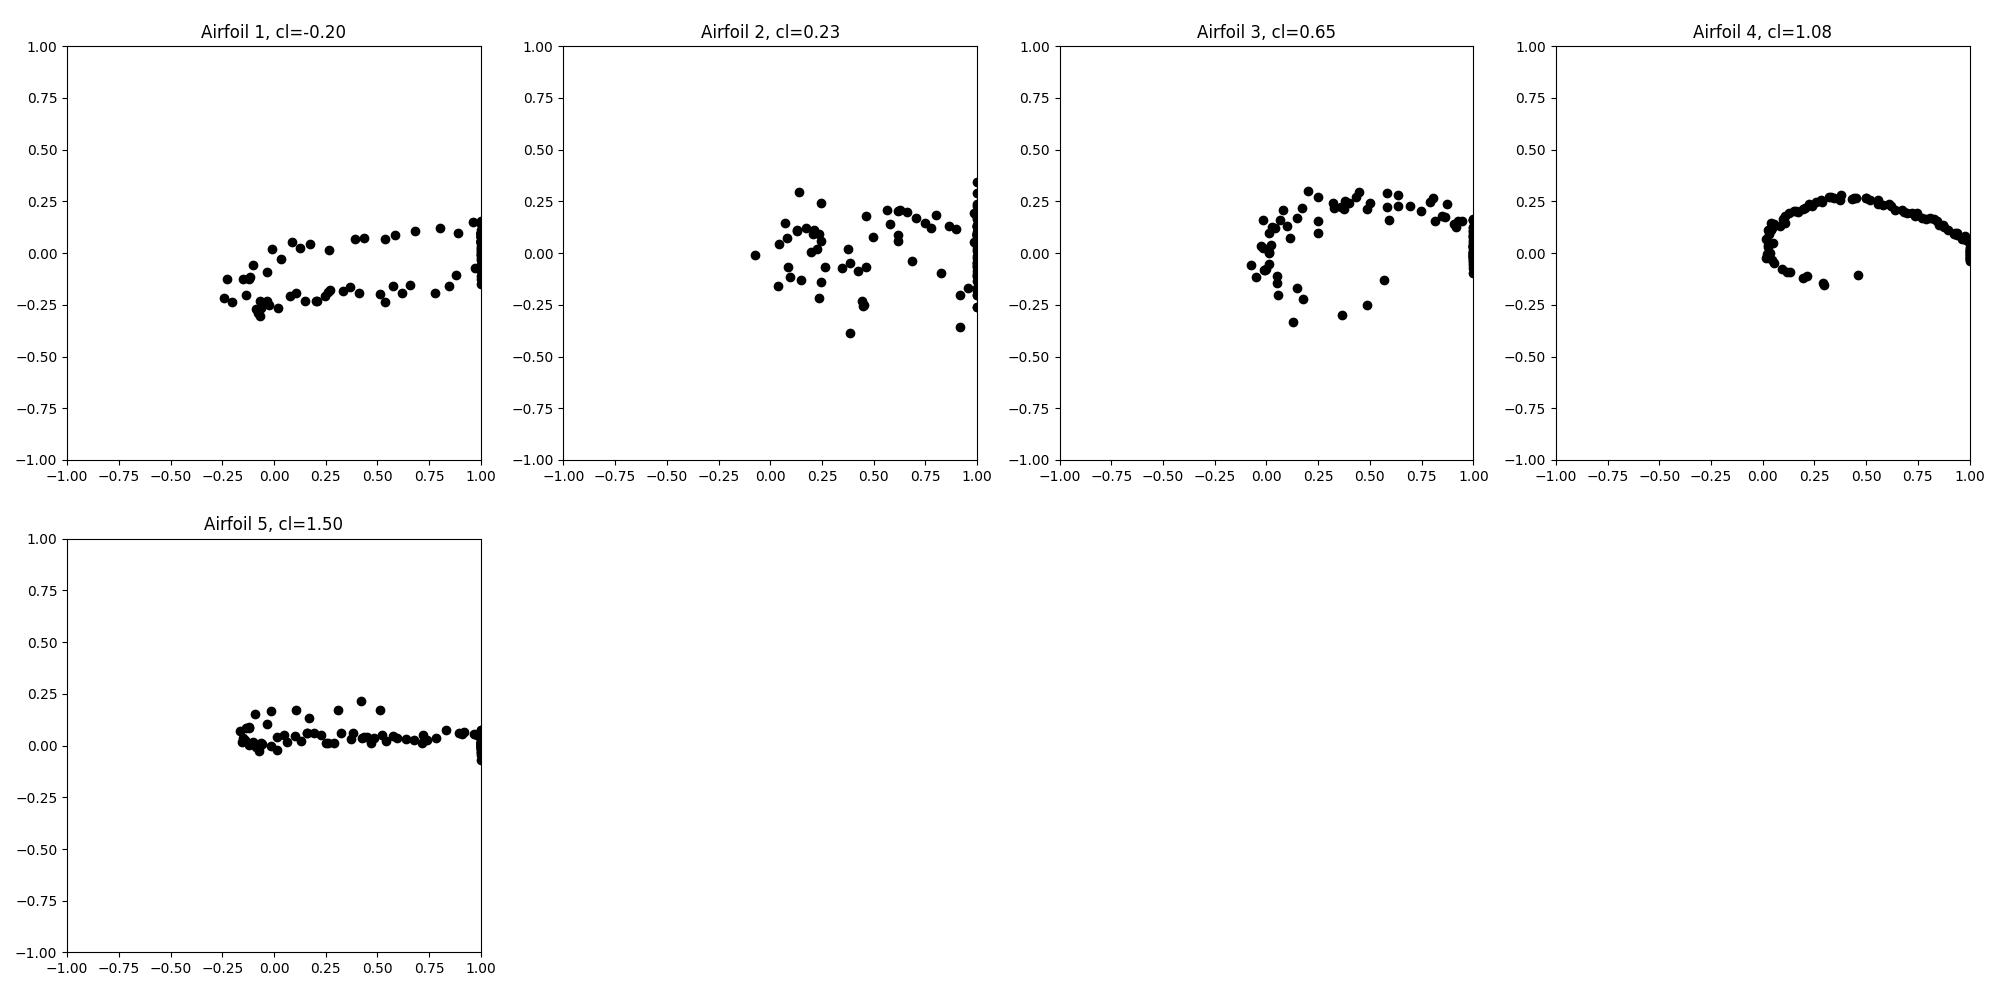 Airfoil 1, cl=-0.20
Airfoil 2, cl=0.23
Airfoil 3, cl=0.65
Airfoil 4, cl=1.08
1.00 1.00 1.00 1.00
0.75 0.75 0.75 0.75
0.50 0.50 0.50 0.50
0.25 0.25 0.25 0.25
0.00 0.00 0.00 0.00
−0.25 −0.25 −0.25 −0.25
−0.50 −0.50 −0.50 −0.50
−0.75 −0.75 −0.75 −0.75
−1.00 −1.00 −1.00 −1.00
−1.00 −0.75 −0.50 −0.25 0.00 0.25 0.50 0.75 1.00
−1.00 −0.75 −0.50 −0.25 0.00 0.25 0.50 0.75 1.00
−1.00 −0.75 −0.50 −0.25 0.00 0.25 0.50 0.75 1.00
−1.00 −0.75 −0.50 −0.25 0.00 0.25 0.50 0.75 1.00
Airfoil 5, cl=1.50
1.00
0.75
0.50
0.25
0.00
−0.25
−0.50
−0.75
−1.00
−1.00 −0.75 −0.50 −0.25 0.00 0.25 0.50 0.75 1.00